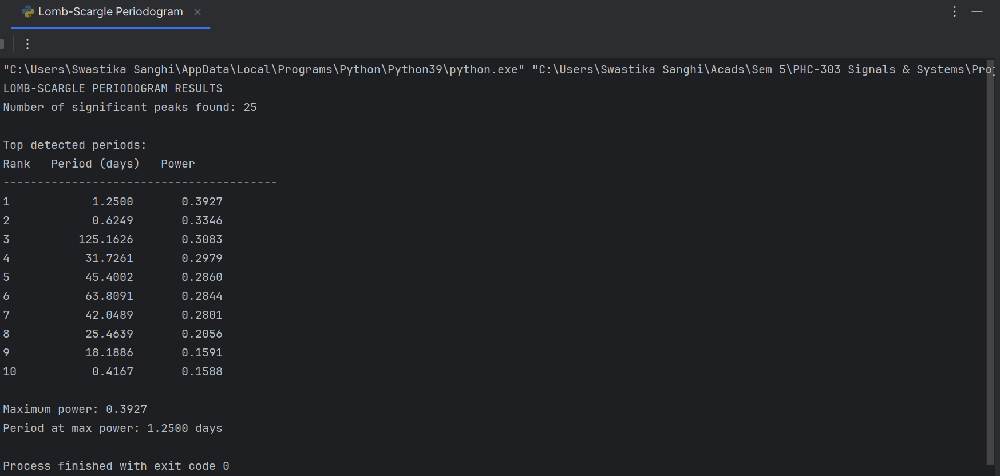 Lomb-Scargle Periodogram
"C:\Users\Swastika Sanghi\AppData\Local\Programs\Python\Python39\python.exe" "C:\Users\Swastika Sanghi\Acads\Sem 5\PHC-303 Signals & Systems\Pro
LOMB-SCARGLE PERIODOGRAM RESULTS
Number of significant peaks found: 25
Top detected periods:
Rank   Period (days)   Power
----------------------------------------
1            1.2500       0.3927
2            0.6249       0.3346
3          125.1626       0.3083
4           31.7261       0.2979
5           45.4002       0.2860
6           63.8091       0.2844
7           42.0489       0.2801
8           25.4639       0.2056
9           18.1886       0.1591
10           0.4167       0.1588
Maximum power: 0.3927
Period at max power: 1.2500 days
Process finished with exit code 0